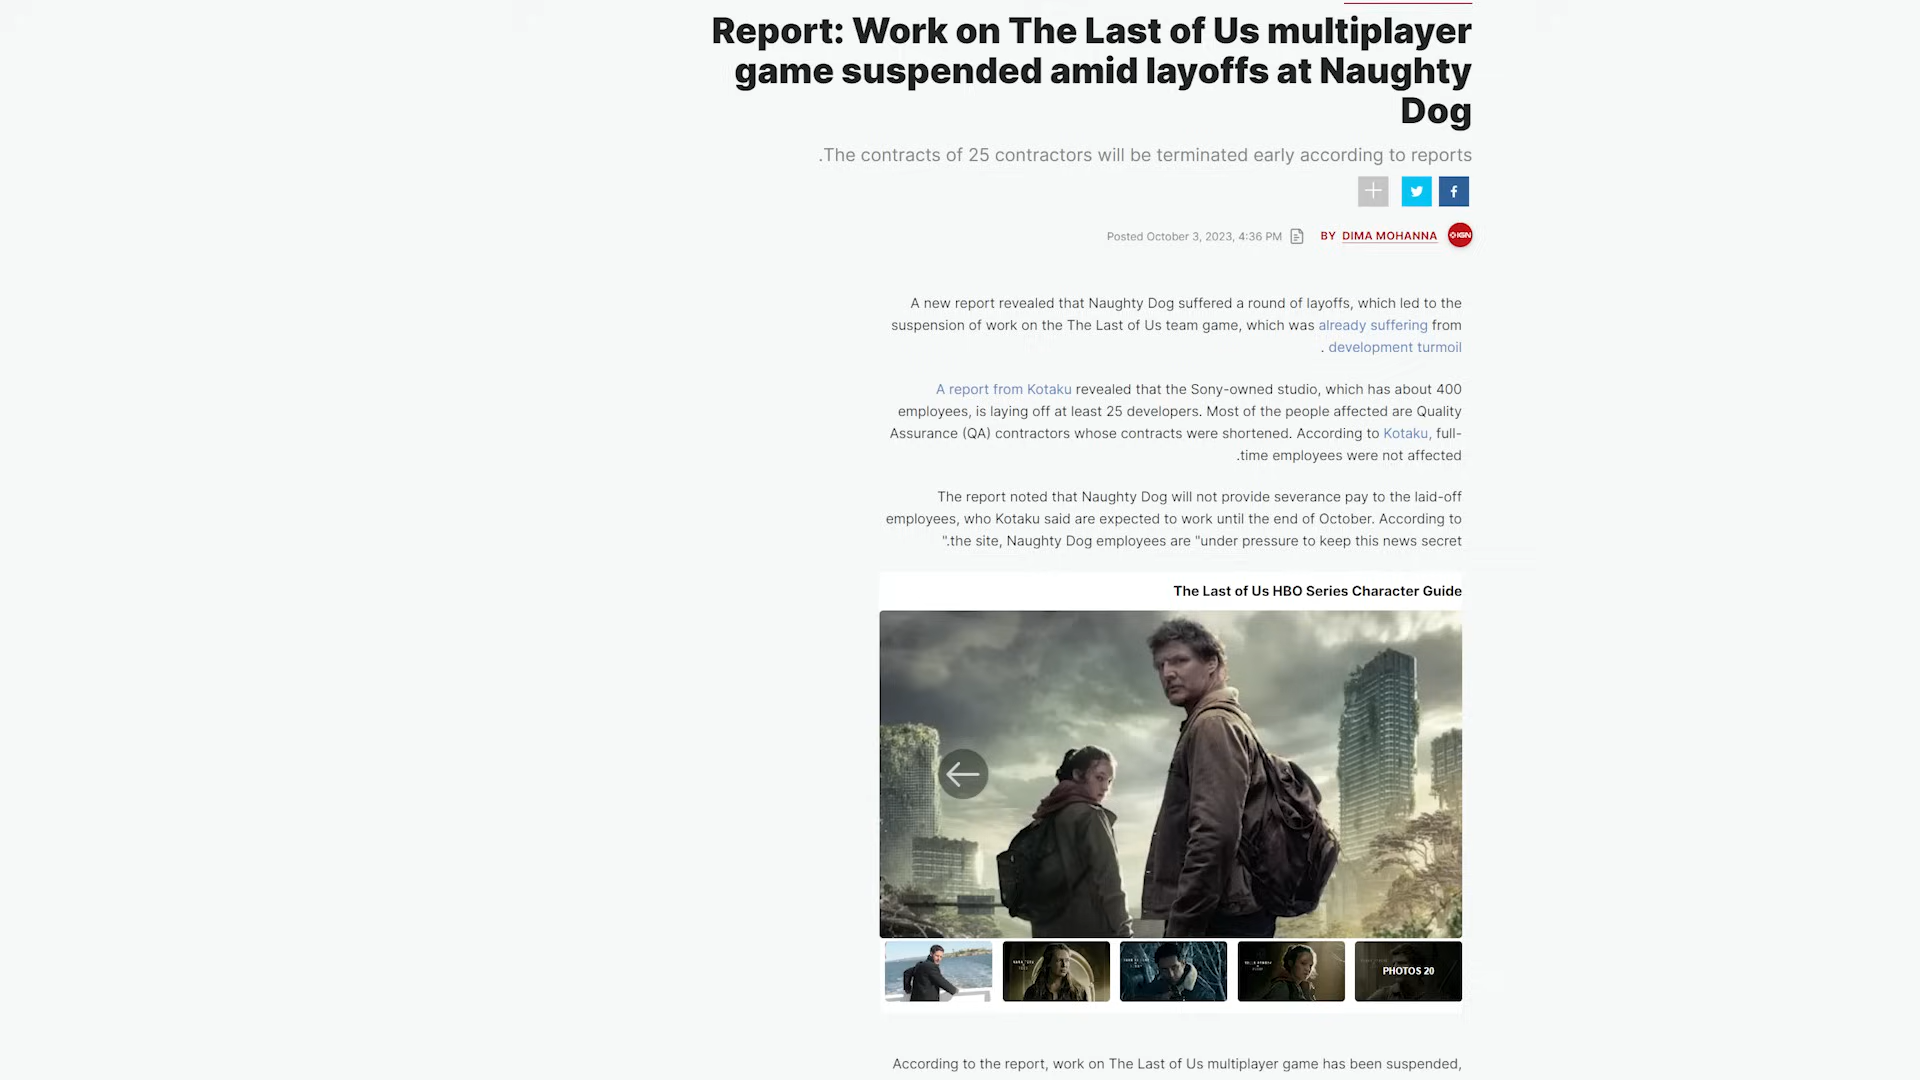 Report: Work on The Last of Us multiplayer
game suspended amid layoffs at Naughty
Dog
.The contracts of 25 contractors will be terminated early according to reports
Posted October 3, 2023, 4:36 PM BY DIMA MOHANNA IGN
A new report revealed that Naughty Dog suffered a round of layoffs, which led to the
suspension of work on the The Last of Us team game, which was already suffering from
. development turmoil
A report from Kotaku revealed that the Sony-owned studio, which has about 400
employees, is laying off at least 25 developers. Most of the people affected are Quality
Assurance (QA) contractors whose contracts were shortened. According to Kotaku, full-
.time employees were not affected
The report noted that Naughty Dog will not provide severance pay to the laid-off
employees, who Kotaku said are expected to work until the end of October. According to
".the site, Naughty Dog employees are "under pressure to keep this news secret
The Last of Us HBO Series Character Guide
PHOTOS 20
According to the report, work on The Last of Us multiplayer game has been suspended,